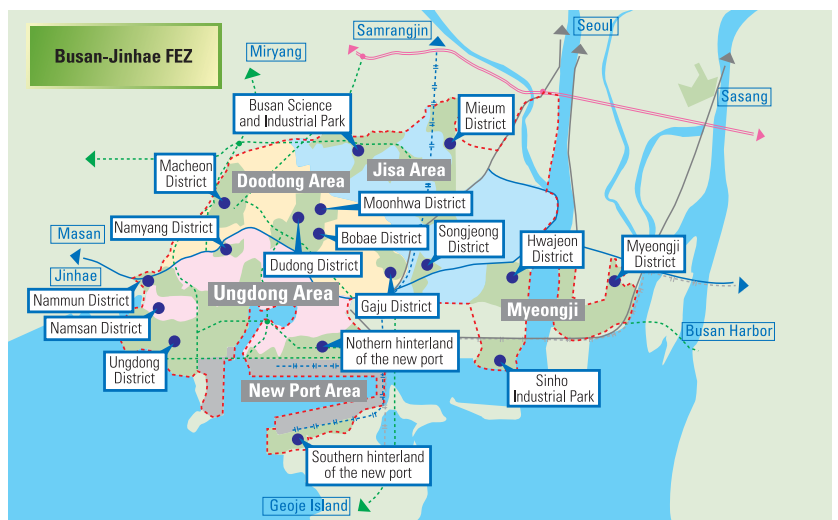 Busan-Jinhae FEZ
Samrangjin
Seoul
Miryang
Sasang
Busan Science
and Industrial Park
Mieum
District
Macheon
District
Doodong Area
Jisa Area
Moonhwa District
Namyang District
Masan
Bobae District
Songjeong
District
Hwajeon
District
Myeongji
District
Dudong District
Jinhae
Nammun District
Ungdong Area
Gaju District
Myeongji
Namsan District
Busan Harbor
Ungdong
District
Nothern hinterland
of the new port
New Port Area
Sinho
Industrial Park
Southern hinterland
of the new port
Geoje Island